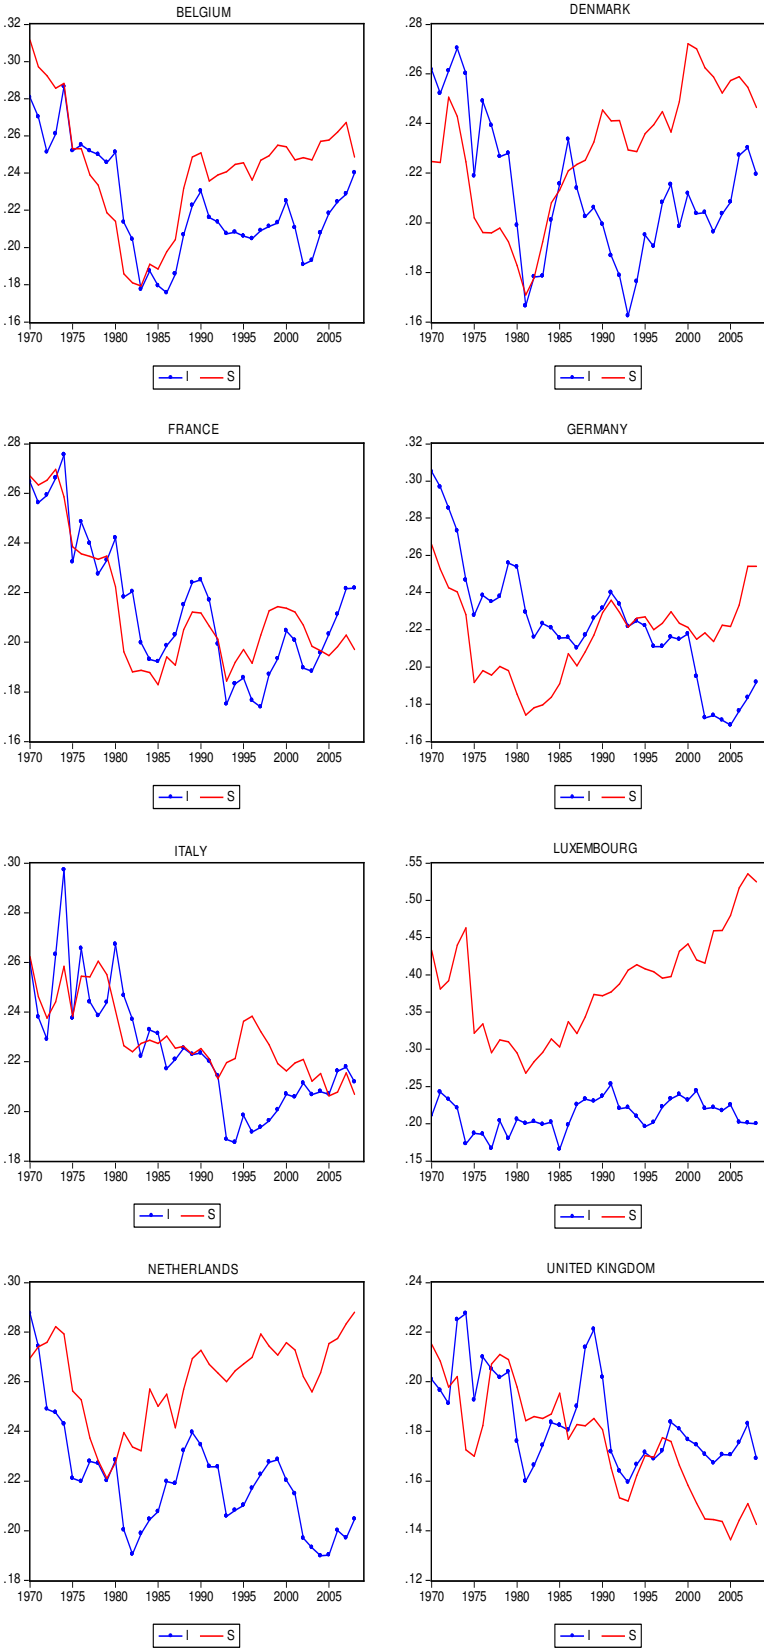 BELGIUM
.32
.30
.28
.26
.24
.22
.20
.18
.16
1970 1975 1980 1985 1990 1995 2000 2005
I S
DENMARK
.28
.26
.24
.22
.20
.18
.16
1970 1975 1980 1985 1990 1995 2000 2005
I S
FRANCE
.28
.26
.24
.22
.20
.18
.16
1970 1975 1980 1985 1990 1995 2000 2005
I S
GERMANY
.32
.30
.28
.26
.24
.22
.20
.18
.16
1970 1975 1980 1985 1990 1995 2000 2005
I S
ITALY
.30
.28
.26
.24
.22
.20
.18
1970 1975 1980 1985 1990 1995 2000 2005
I S
LUXEMBOURG
.55
.50
.45
.40
.35
.30
.25
.20
.15
1970 1975 1980 1985 1990 1995 2000 2005
I S
NETHERLANDS
.30
.28
.26
.24
.22
.20
.18
1970 1975 1980 1985 1990 1995 2000 2005
I S
UNITED KINGDOM
.24
.22
.20
.18
.16
.14
.12
1970 1975 1980 1985 1990 1995 2000 2005
I S